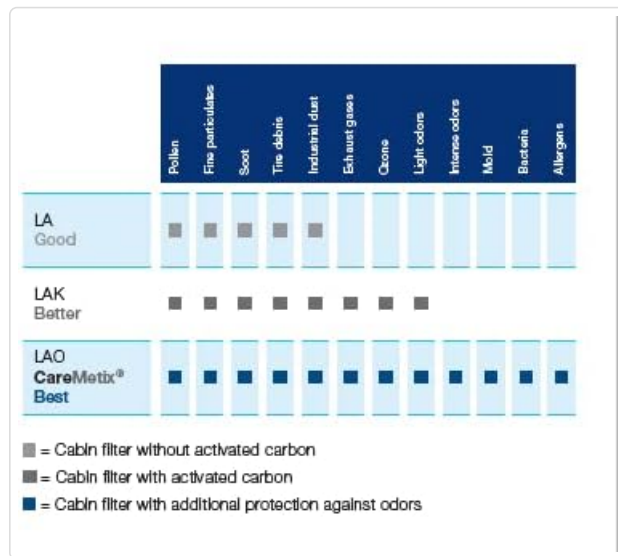 Pollen
Fine particulates
Soot
Tire debris
Industrial dust
Exhaust gases
Ozone
Light odors
Intense odors
Mold
Bacteria
Allergens
LA
Good
LAK
Better
LAO
CareMetix®
Best
= Cabin filter without activated carbon
= Cabin filter with activated carbon
= Cabin filter with additional protection against odors